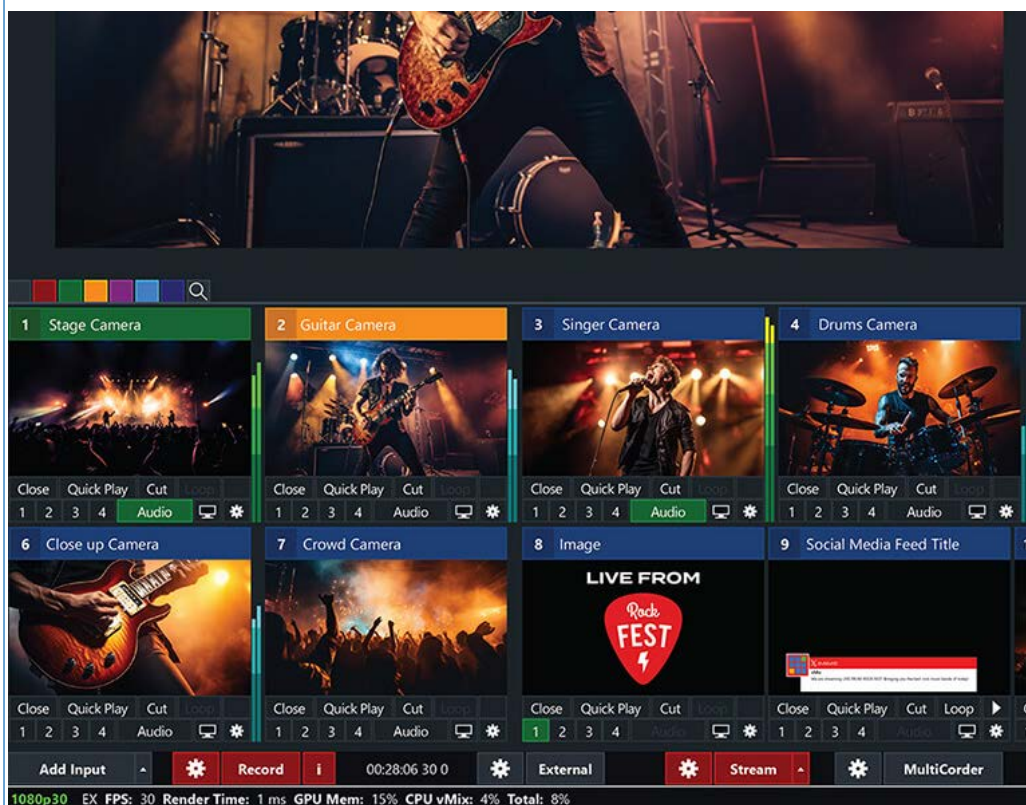 1 Stage Camera
2 Guitar Camera
3 Singer Camera
4 Drums Camera
Close Quick Play Cut Loop
1 2 3 4 Audio
Close Quick Play Cut Loop
1 2 3 4 Audio
Close Quick Play Cut Loop
1 2 3 4 Audio
Close Quick Play Cut Loop
1 2 3 4 Audio
6 Close up Camera
7 Crowd Camera
8 Image
9 Social Media Feed Title
LIVE FROM
Rock
FEST
Close Quick Play Cut Loop
1 2 3 4 Audio
Close Quick Play Cut Loop
1 2 3 4 Audio
Close Quick Play Cut Loop
1 2 3 4 Audio
Close Quick Play Cut Loop
1 2 3 4 Audio
Add Input Record i 00:28:06 30 0 External Stream MultiCorder
1080p30 EX FPS: 30 Render Time: 1 ms GPU Mem: 15% CPU vMix: 4% Total: 8%